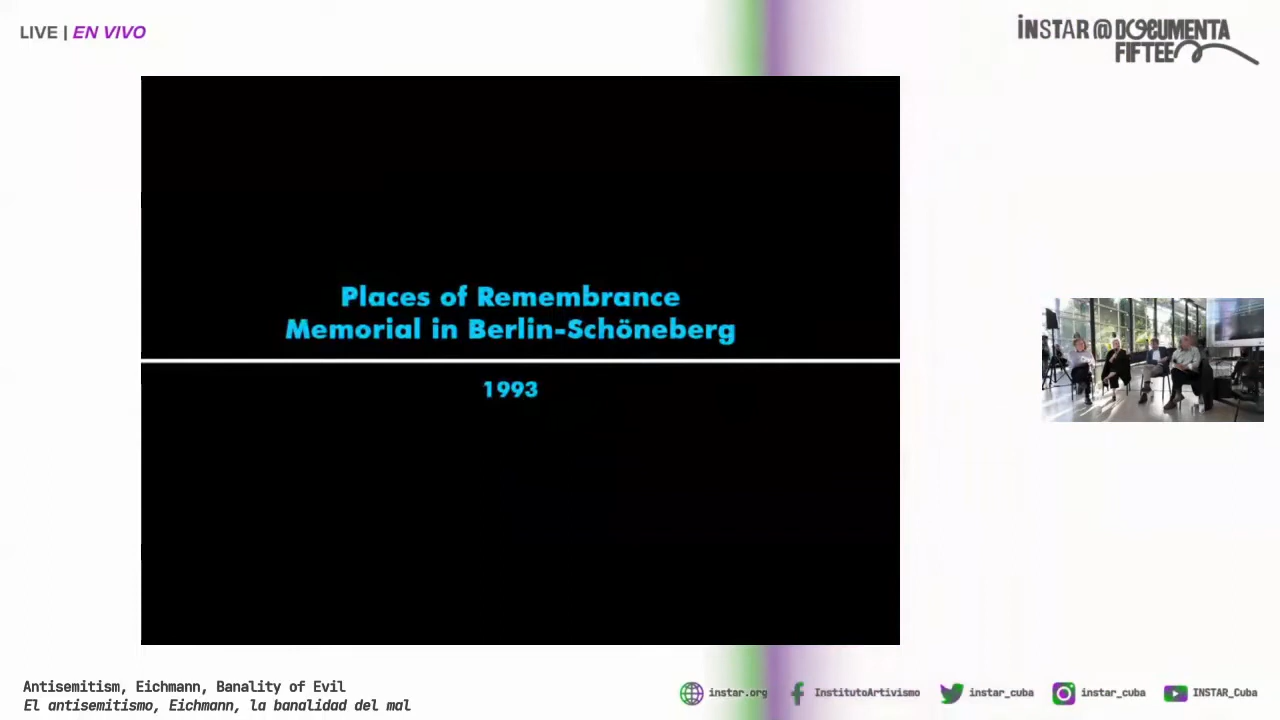 LIVE | EN VIVO
INSTAR @ DOCUMENTA
FIFTEEN
Places of Remembrance
Memorial in Berlin-Schöneberg
1993
Antisemitism, Eichmann, Banality of Evil
El antisemitismo, Eichmann, la banalidad del mal
instar.org
InstitutoArtivismo
instar_cuba
instar_cuba
INSTAR_Cuba